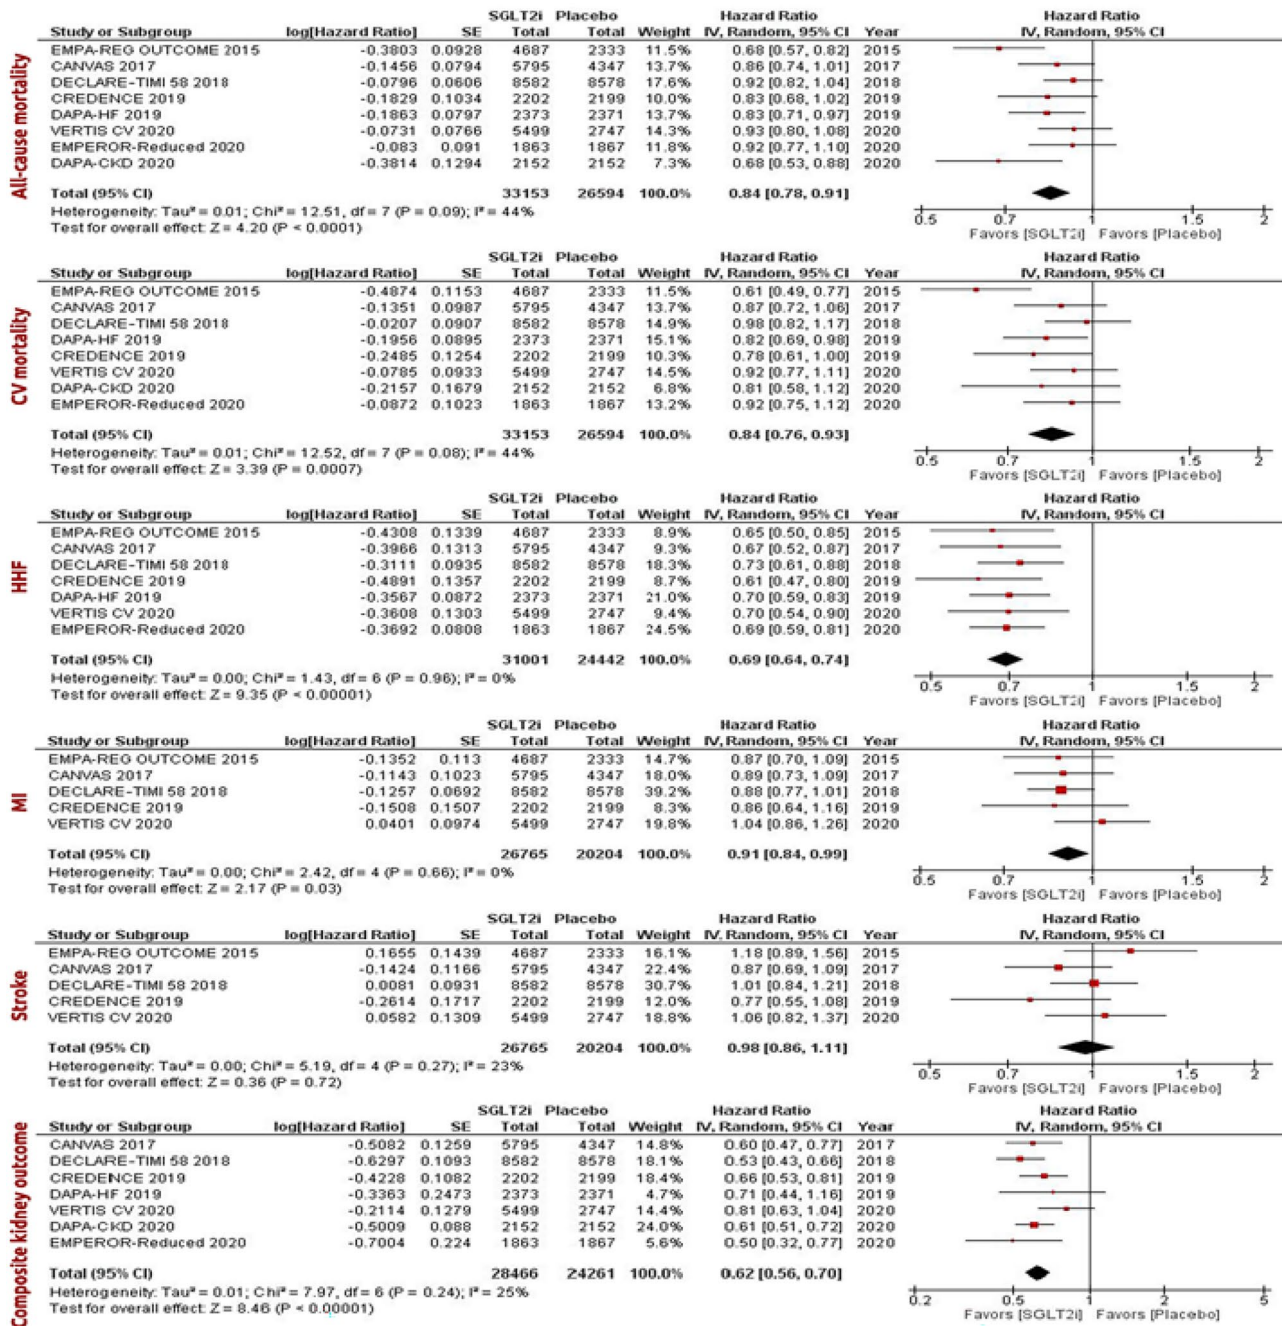 All-cause mortality
SGLT2i Placebo Hazard Ratio Hazard Ratio
Study or Subgroup log[Hazard Ratio] SE Total Total Weight IV, Random, 95% CI Year IV, Random, 95% CI
EMPA-REG OUTCOME 2015 -0.3803 0.0928 4687 2333 11.5% 0.68 [0.57, 0.82] 2015
CANVAS 2017 -0.1456 0.0794 5795 4347 13.7% 0.86 [0.74, 1.01] 2017
DECLARE-TIMI 58 2018 -0.0796 0.0606 8582 8578 17.6% 0.92 [0.82, 1.04] 2018
CREDENCE 2019 -0.1829 0.1034 2202 2199 10.0% 0.83 [0.68, 1.02] 2019
DAPA-HF 2019 -0.1863 0.0797 2373 2371 13.7% 0.83 [0.71, 0.97] 2019
VERTIS CV 2020 -0.0731 0.0766 5499 2747 14.3% 0.93 [0.80, 1.08] 2020
EMPEROR-Reduced 2020 -0.083 0.091 1863 1867 11.8% 0.92 [0.77, 1.10] 2020
DAPA-CKD 2020 -0.3814 0.1294 2152 2152 7.3% 0.68 [0.53, 0.88] 2020
Total (95% CI) 33153 26594 100.0% 0.84 [0.78, 0.91]
Heterogeneity: Tau² = 0.01; Chi² = 12.51, df = 7 (P = 0.09); I² = 44%
0.5 0.7 1 1.5 2
Test for overall effect: Z = 4.20 (P < 0.0001)
Favors [SGLT2i] Favors [Placebo]
CV mortality
SGLT2i Placebo Hazard Ratio Hazard Ratio
Study or Subgroup log[Hazard Ratio] SE Total Total Weight IV, Random, 95% CI Year IV, Random, 95% CI
EMPA-REG OUTCOME 2015 -0.4874 0.1153 4687 2333 11.5% 0.61 [0.49, 0.77] 2015
CANVAS 2017 -0.1351 0.0987 5795 4347 13.7% 0.87 [0.72, 1.06] 2017
DECLARE-TIMI 58 2018 -0.0207 0.0907 8582 8578 14.9% 0.98 [0.82, 1.17] 2018
DAPA-HF 2019 -0.1956 0.0895 2373 2371 15.1% 0.82 [0.69, 0.98] 2019
CREDENCE 2019 -0.2485 0.1254 2202 2199 10.3% 0.78 [0.61, 1.00] 2019
VERTIS CV 2020 -0.0785 0.0933 5499 2747 14.5% 0.92 [0.77, 1.11] 2020
DAPA-CKD 2020 -0.2157 0.1679 2152 2152 6.8% 0.81 [0.58, 1.12] 2020
EMPEROR-Reduced 2020 -0.0872 0.1023 1863 1867 13.2% 0.92 [0.75, 1.12] 2020
Total (95% CI) 33153 26594 100.0% 0.84 [0.76, 0.93]
Heterogeneity: Tau² = 0.01; Chi² = 12.52, df = 7 (P = 0.08); I² = 44%
0.5 0.7 1 1.5 2
Test for overall effect: Z = 3.39 (P = 0.0007)
Favors [SGLT2i] Favors [Placebo]
HHF
SGLT2i Placebo Hazard Ratio Hazard Ratio
Study or Subgroup log[Hazard Ratio] SE Total Total Weight IV, Random, 95% CI Year IV, Random, 95% CI
EMPA-REG OUTCOME 2015 -0.4308 0.1339 4687 2333 8.9% 0.65 [0.50, 0.85] 2015
CANVAS 2017 -0.3966 0.1313 5795 4347 9.3% 0.67 [0.52, 0.87] 2017
DECLARE-TIMI 58 2018 -0.3111 0.0935 8582 8578 18.3% 0.73 [0.61, 0.88] 2018
CREDENCE 2019 -0.4891 0.1357 2202 2199 8.7% 0.61 [0.47, 0.80] 2019
DAPA-HF 2019 -0.3567 0.0872 2373 2371 21.0% 0.70 [0.59, 0.83] 2019
VERTIS CV 2020 -0.3608 0.1303 5499 2747 9.4% 0.70 [0.54, 0.90] 2020
EMPEROR-Reduced 2020 -0.3692 0.0808 1863 1867 24.5% 0.69 [0.59, 0.81] 2020
Total (95% CI) 31001 24442 100.0% 0.69 [0.64, 0.74]
Heterogeneity: Tau² = 0.00; Chi² = 1.43, df = 6 (P = 0.96); I² = 0%
0.5 0.7 1 1.5 2
Test for overall effect: Z = 9.35 (P < 0.00001)
Favors [SGLT2i] Favors [Placebo]
MI
SGLT2i Placebo Hazard Ratio Hazard Ratio
Study or Subgroup log[Hazard Ratio] SE Total Total Weight IV, Random, 95% CI Year IV, Random, 95% CI
EMPA-REG OUTCOME 2015 -0.1352 0.113 4687 2333 14.7% 0.87 [0.70, 1.09] 2015
CANVAS 2017 -0.1143 0.1023 5795 4347 18.0% 0.89 [0.73, 1.09] 2017
DECLARE-TIMI 58 2018 -0.1257 0.0692 8582 8578 39.2% 0.88 [0.77, 1.01] 2018
CREDENCE 2019 -0.1508 0.1507 2202 2199 8.3% 0.86 [0.64, 1.16] 2019
VERTIS CV 2020 0.0401 0.0974 5499 2747 19.8% 1.04 [0.86, 1.26] 2020
Total (95% CI) 26765 20204 100.0% 0.91 [0.84, 0.99]
Heterogeneity: Tau² = 0.00; Chi² = 2.42, df = 4 (P = 0.66); I² = 0%
0.5 0.7 1 1.5 2
Test for overall effect: Z = 2.17 (P = 0.03)
Favors [SGLT2i] Favors [Placebo]
Stroke
SGLT2i Placebo Hazard Ratio Hazard Ratio
Study or Subgroup log[Hazard Ratio] SE Total Total Weight IV, Random, 95% CI Year IV, Random, 95% CI
EMPA-REG OUTCOME 2015 0.1655 0.1439 4687 2333 16.1% 1.18 [0.89, 1.56] 2015
CANVAS 2017 -0.1424 0.1166 5795 4347 22.4% 0.87 [0.69, 1.09] 2017
DECLARE-TIMI 58 2018 0.0081 0.0931 8582 8578 30.7% 1.01 [0.84, 1.21] 2018
CREDENCE 2019 -0.2614 0.1717 2202 2199 12.0% 0.77 [0.55, 1.08] 2019
VERTIS CV 2020 0.0582 0.1309 5499 2747 18.8% 1.06 [0.82, 1.37] 2020
Total (95% CI) 26765 20204 100.0% 0.98 [0.86, 1.11]
Heterogeneity: Tau² = 0.00; Chi² = 5.19, df = 4 (P = 0.27); I² = 23%
0.5 0.7 1 1.5 2
Test for overall effect: Z = 0.36 (P = 0.72)
Favors [SGLT2i] Favors [Placebo]
Composite kidney outcome
SGLT2i Placebo Hazard Ratio Hazard Ratio
Study or Subgroup log[Hazard Ratio] SE Total Total Weight IV, Random, 95% CI Year IV, Random, 95% CI
CANVAS 2017 -0.5082 0.1259 5795 4347 14.8% 0.60 [0.47, 0.77] 2017
DECLARE-TIMI 58 2018 -0.6297 0.1093 8582 8578 18.1% 0.53 [0.43, 0.66] 2018
CREDENCE 2019 -0.4228 0.1082 2202 2199 18.4% 0.66 [0.53, 0.81] 2019
DAPA-HF 2019 -0.3363 0.2473 2373 2371 4.7% 0.71 [0.44, 1.16] 2019
VERTIS CV 2020 -0.2114 0.1279 5499 2747 14.4% 0.81 [0.63, 1.04] 2020
DAPA-CKD 2020 -0.5009 0.088 2152 2152 24.0% 0.61 [0.51, 0.72] 2020
EMPEROR-Reduced 2020 -0.7004 0.224 1863 1867 5.6% 0.50 [0.32, 0.77] 2020
Total (95% CI) 28466 24261 100.0% 0.62 [0.56, 0.70]
Heterogeneity: Tau² = 0.01; Chi² = 7.97, df = 6 (P = 0.24); I² = 25%
0.2 0.5 1 2 5
Test for overall effect: Z = 8.46 (P < 0.00001)
Favors [SGLT2i] Favors [Placebo]